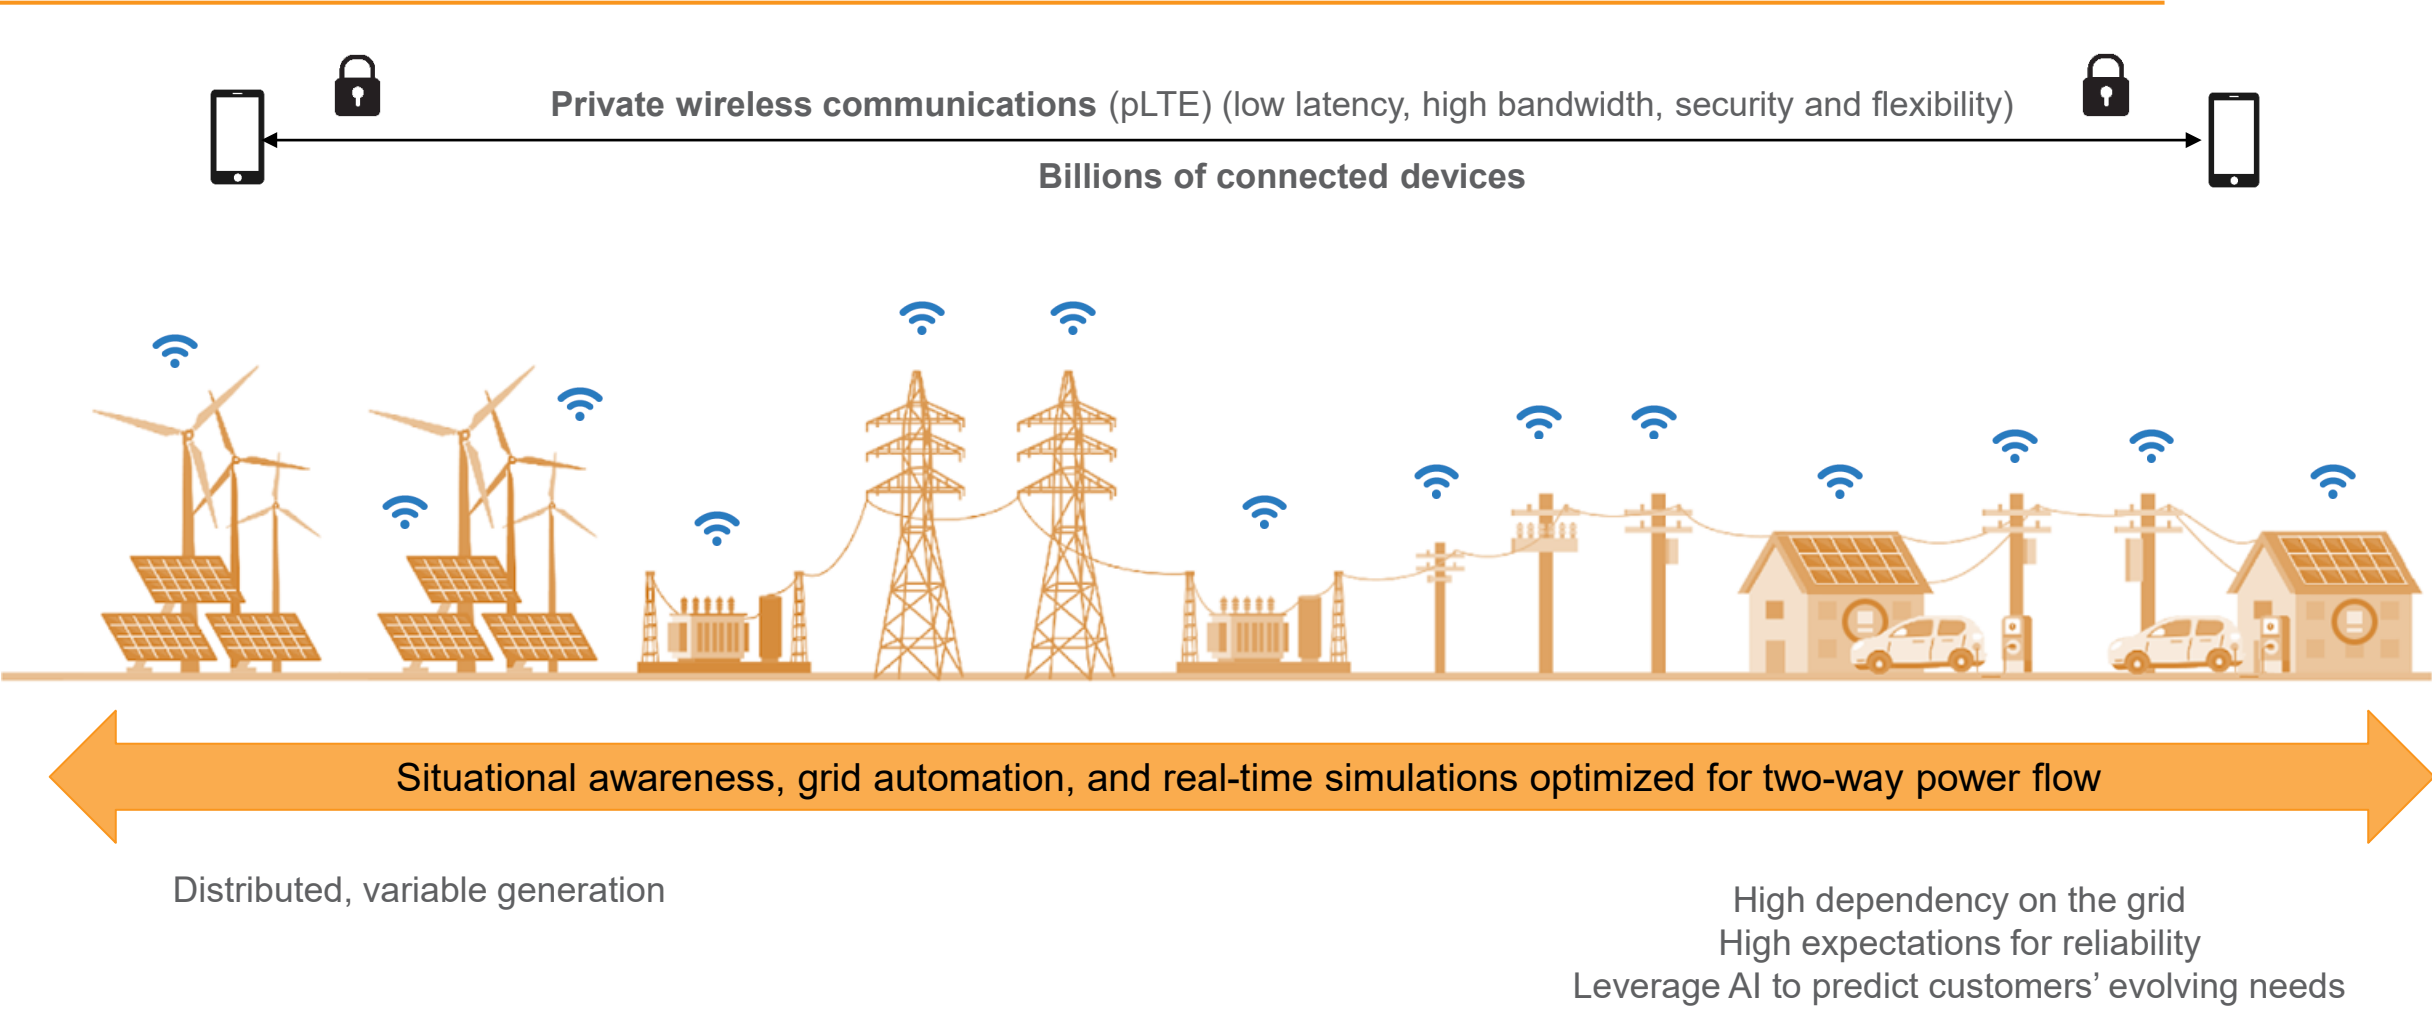 Private wireless communications (pLTE) (low latency, high bandwidth, security and flexibility)
Billions of connected devices
Situational awareness, grid automation, and real-time simulations optimized for two-way power flow
Distributed, variable generation
High dependency on the grid
High expectations for reliability
Leverage AI to predict customers’ evolving needs